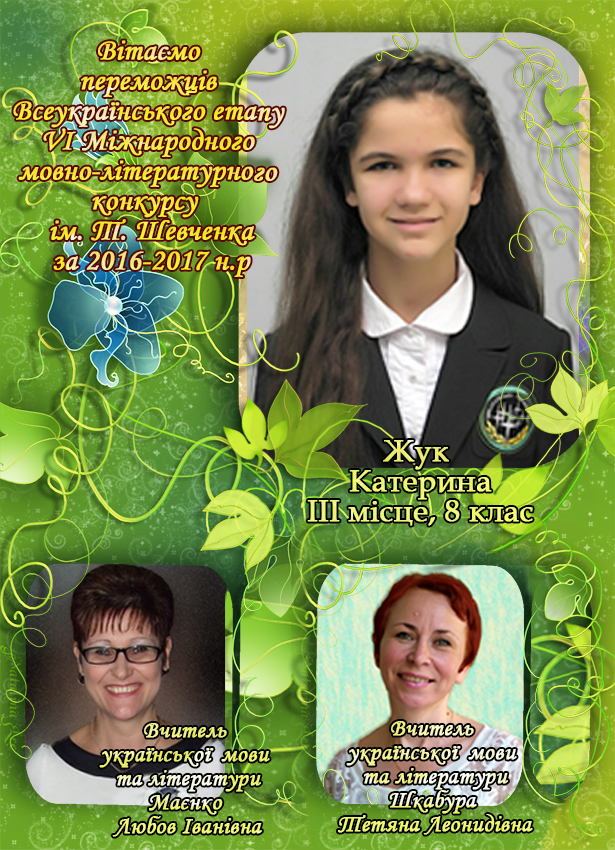 Вітаємо
переможців
Всеукраїнського етапу
VI Міжнародного
мовно-літературного
конкурсу
ім. Т. Шевченка
за 2016-2017 н.р
Жук
Катерина
ІІІ місце, 8 клас
Вчитель
української мови
та літератури
Маєнко
Любов Іванівна
Вчитель
української мови
та літератури
Шкабура
Тетяна Леонидівна